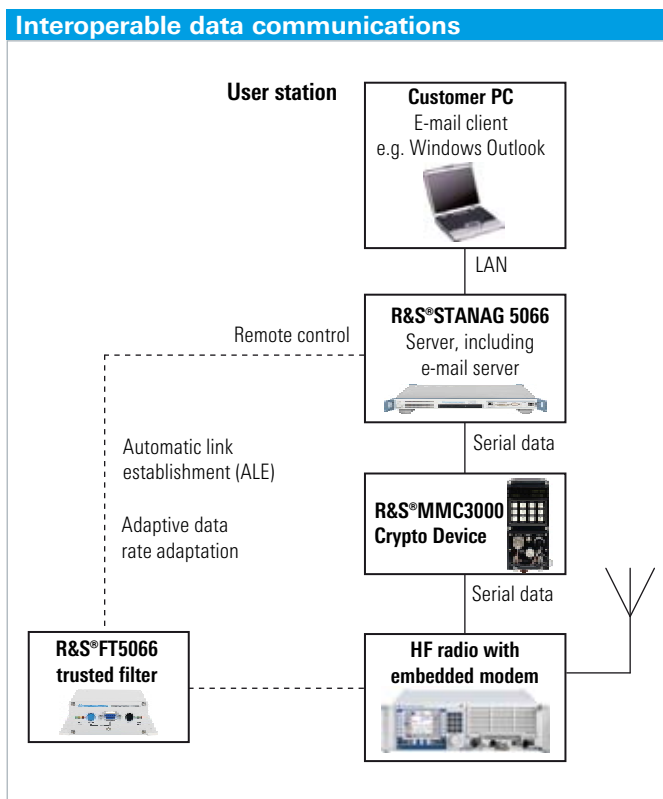 Interoperable data communications
User station
Customer PC
E-mail client
e.g. Windows Outlook
LAN
R&S®STANAG 5066
Server, including
e-mail server
Remote control
Serial data
Automatic link
establishment (ALE)
Adaptive data
rate adaptation
R&S®MMC3000
Crypto Device
Serial data
R&S®FT5066
trusted filter
HF radio with
embedded modem